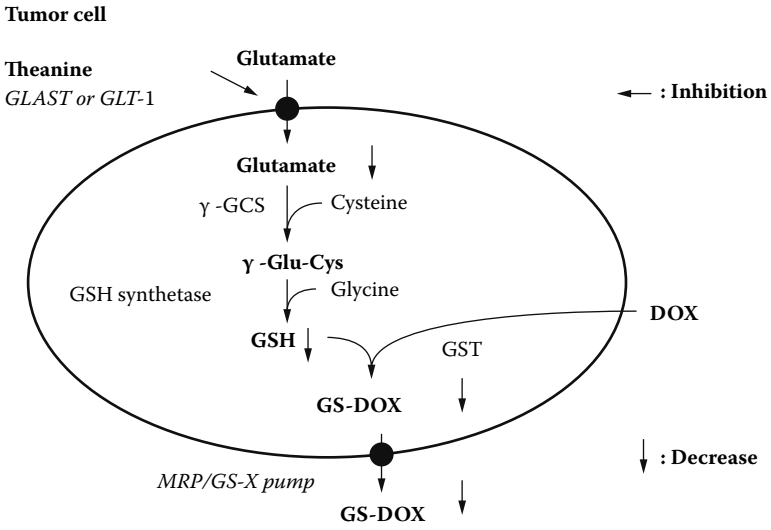 Tumor cell
Glutamate
Theanine
GLAST or GLT-1
: Inhibition
Glutamate
γ -GCS
Cysteine
γ -Glu-Cys
GSH synthetase
Glycine
GSH
DOX
GST
GS-DOX
: Decrease
MRP/GS-X pump
GS-DOX